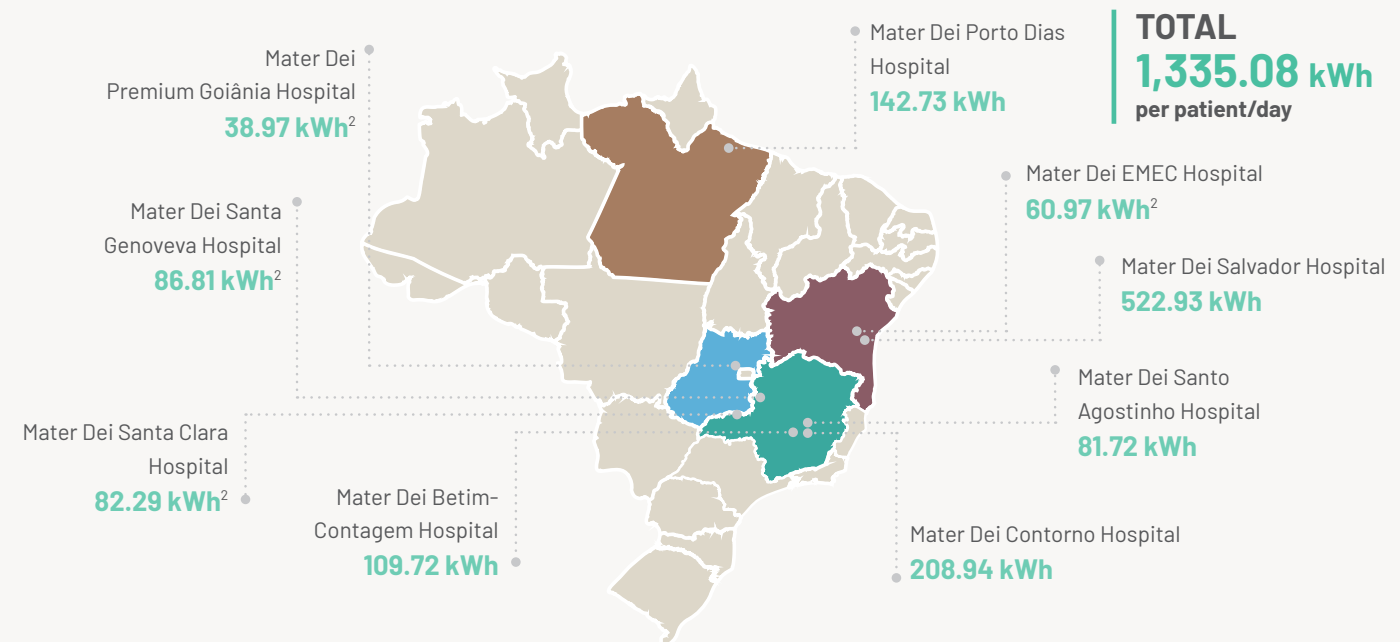 Mater Dei
Premium Goiânia Hospital
38.97 kWh²
Mater Dei Porto Dias
Hospital
142.73 kWh
TOTAL
1,335.08 kWh
per patient/day
Mater Dei Santa
Genoveva Hospital
86.81 kWh²
Mater Dei EMEC Hospital
60.97 kWh²
Mater Dei Salvador Hospital
522.93 kWh
Mater Dei Santo
Agostinho Hospital
81.72 kWh
Mater Dei Santa Clara
Hospital
82.29 kWh²
Mater Dei Betim-
Contagem Hospital
109.72 kWh
Mater Dei Contorno Hospital
208.94 kWh